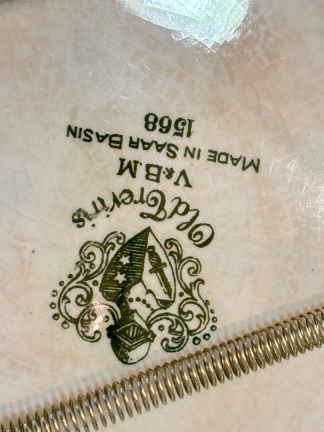 Old Treviris
V&B.M
MADE IN SAAR BASIN
1568